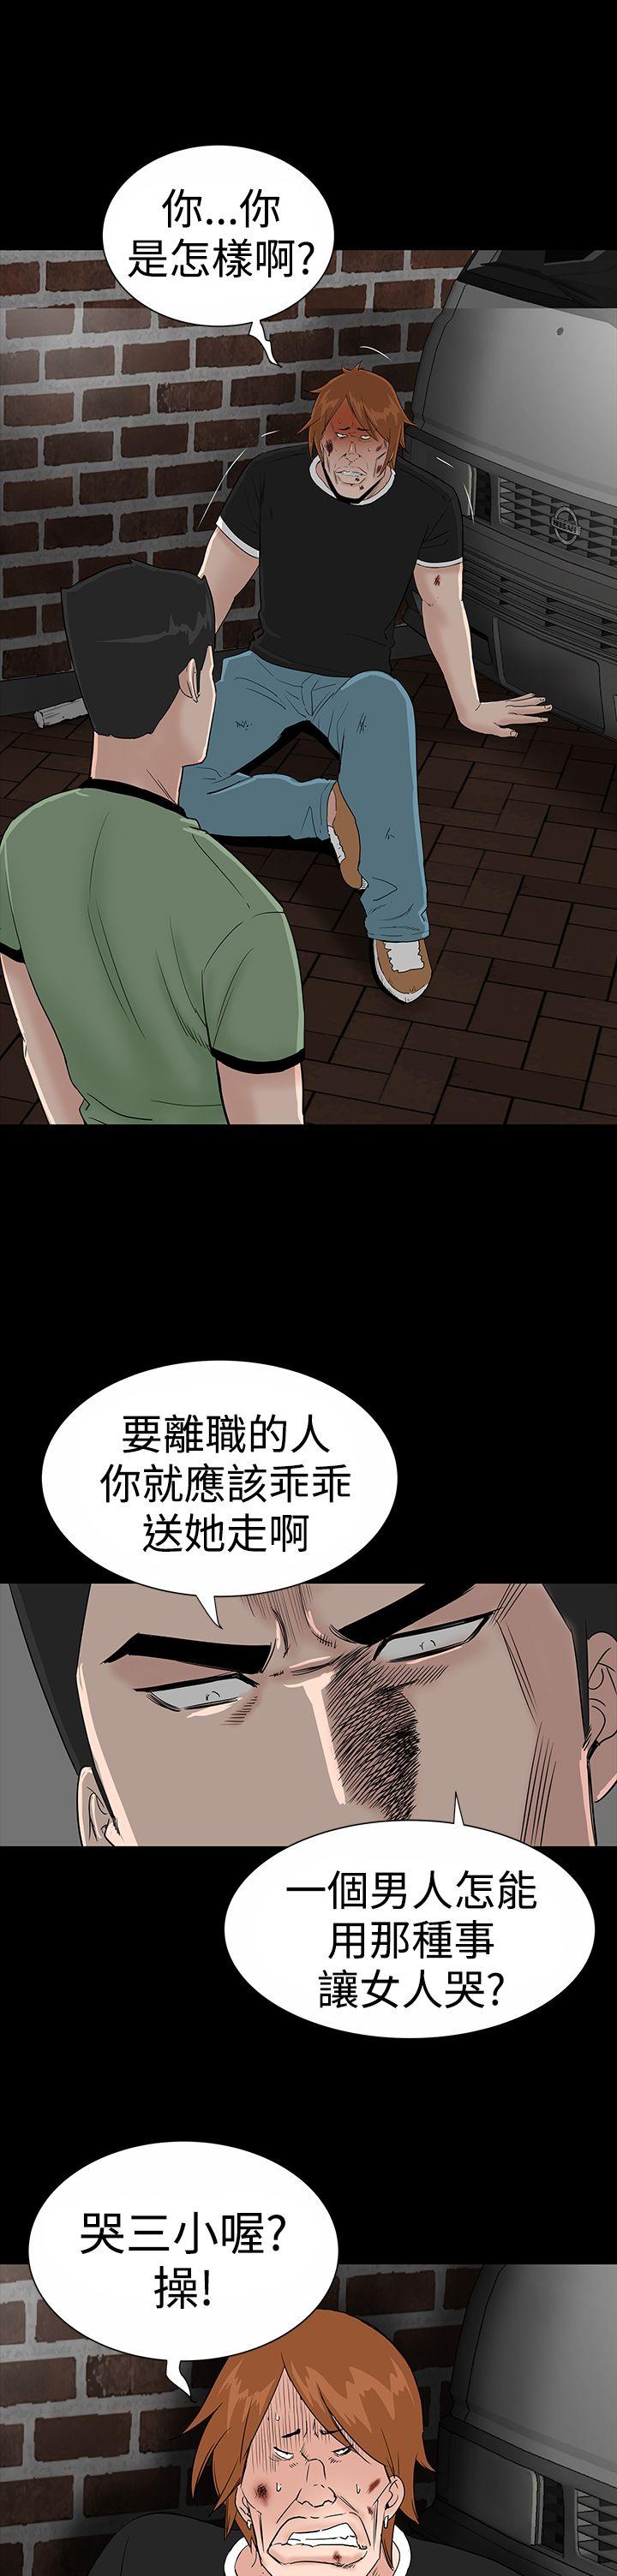 你...你
是怎樣啊?
要離職的人
你就應該乖乖
送她走啊
一個男人怎能
用那種事
讓女人哭?
哭三小喔?
操!